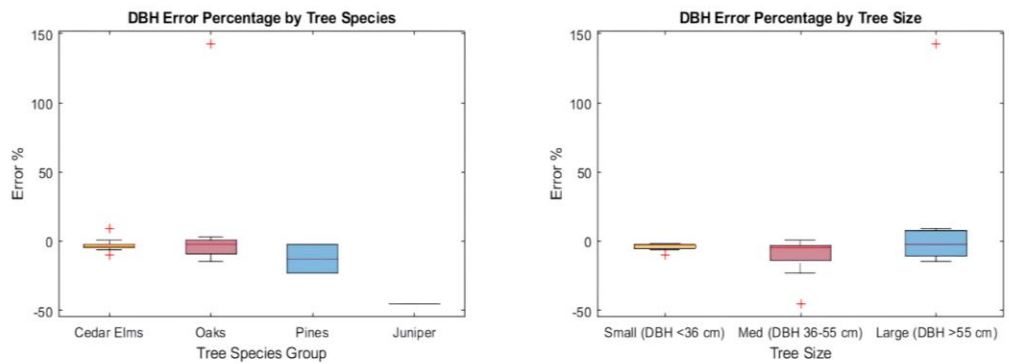 DBH Error Percentage by Tree Species
150
100
50
0
-50
Error %
Cedar Elms Oaks Pines Juniper
Tree Species Group
DBH Error Percentage by Tree Size
150
100
50
0
-50
Error %
Small (DBH <36 cm) Med (DBH 36-55 cm) Large (DBH >55 cm)
Tree Size